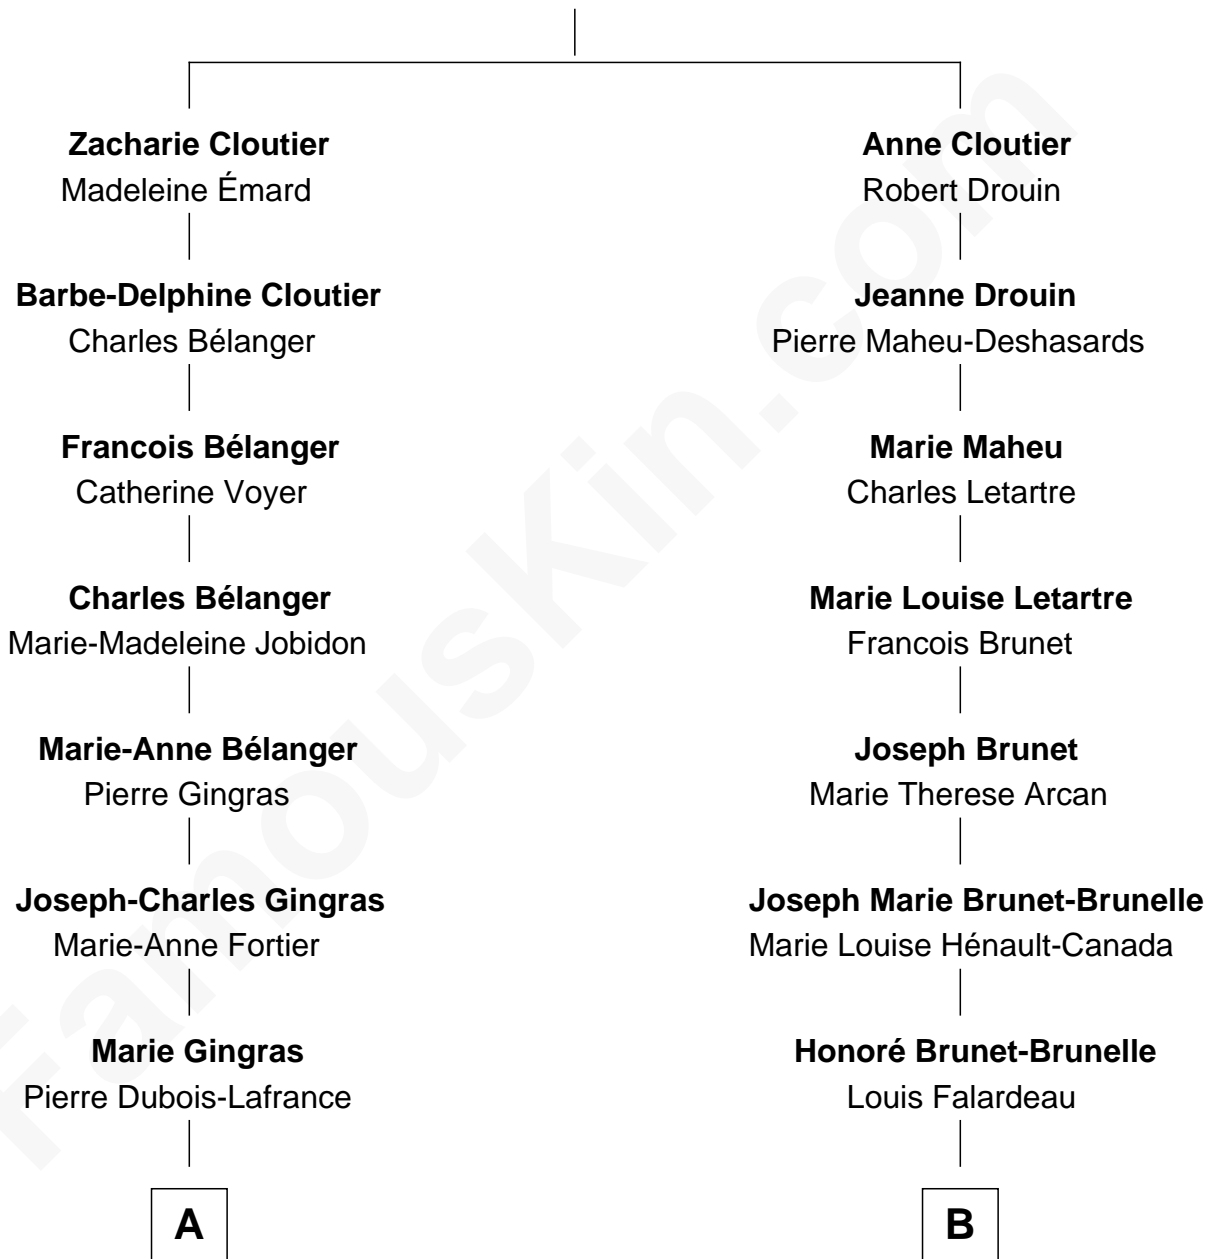 Zacharie Cloutier
Madeleine Émard
Barbe-Delphine Cloutier
Charles Bélanger
Francois Bélanger
Catherine Voyer
Charles Bélanger
Marie-Madeleine Jobidon
Marie-Anne Bélanger
Pierre Gingras
Joseph-Charles Gingras
Marie-Anne Fortier
Marie Gingras
Pierre Dubois-Lafrance
A
Anne Cloutier
Robert Drouin
Jeanne Drouin
Pierre Maheu-Deshasards
Marie Maheu
Charles Letartre
Marie Louise Letartre
Francois Brunet
Joseph Brunet
Marie Therese Arcan
Joseph Marie Brunet-Brunelle
Marie Louise Hénault-Canada
Honoré Brunet-Brunelle
Louis Falardeau
B
FamousKin.com